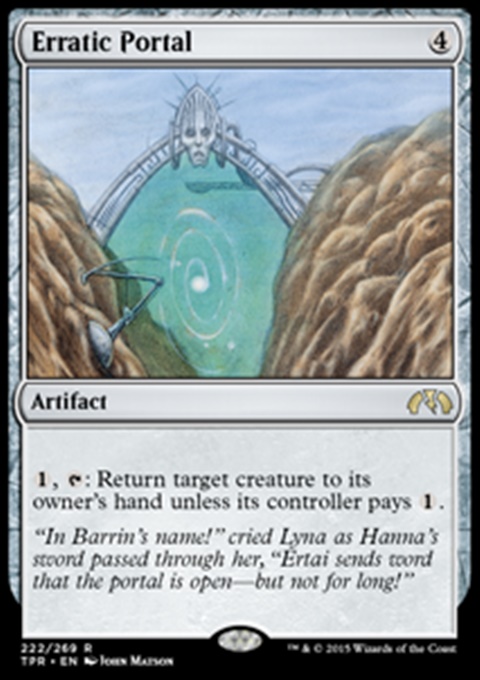 Erratic Portal 4
Artifact
1, T: Return target creature to its
owner's hand unless its controller pays 1.
"In Barrin's name!" cried Lyna as Hanna's
sword passed through her, "Ertai sends word
that the portal is open—but not for long!"
222/269 R
TPR • EN John Matson
™ & © 2015 Wizards of the Coast